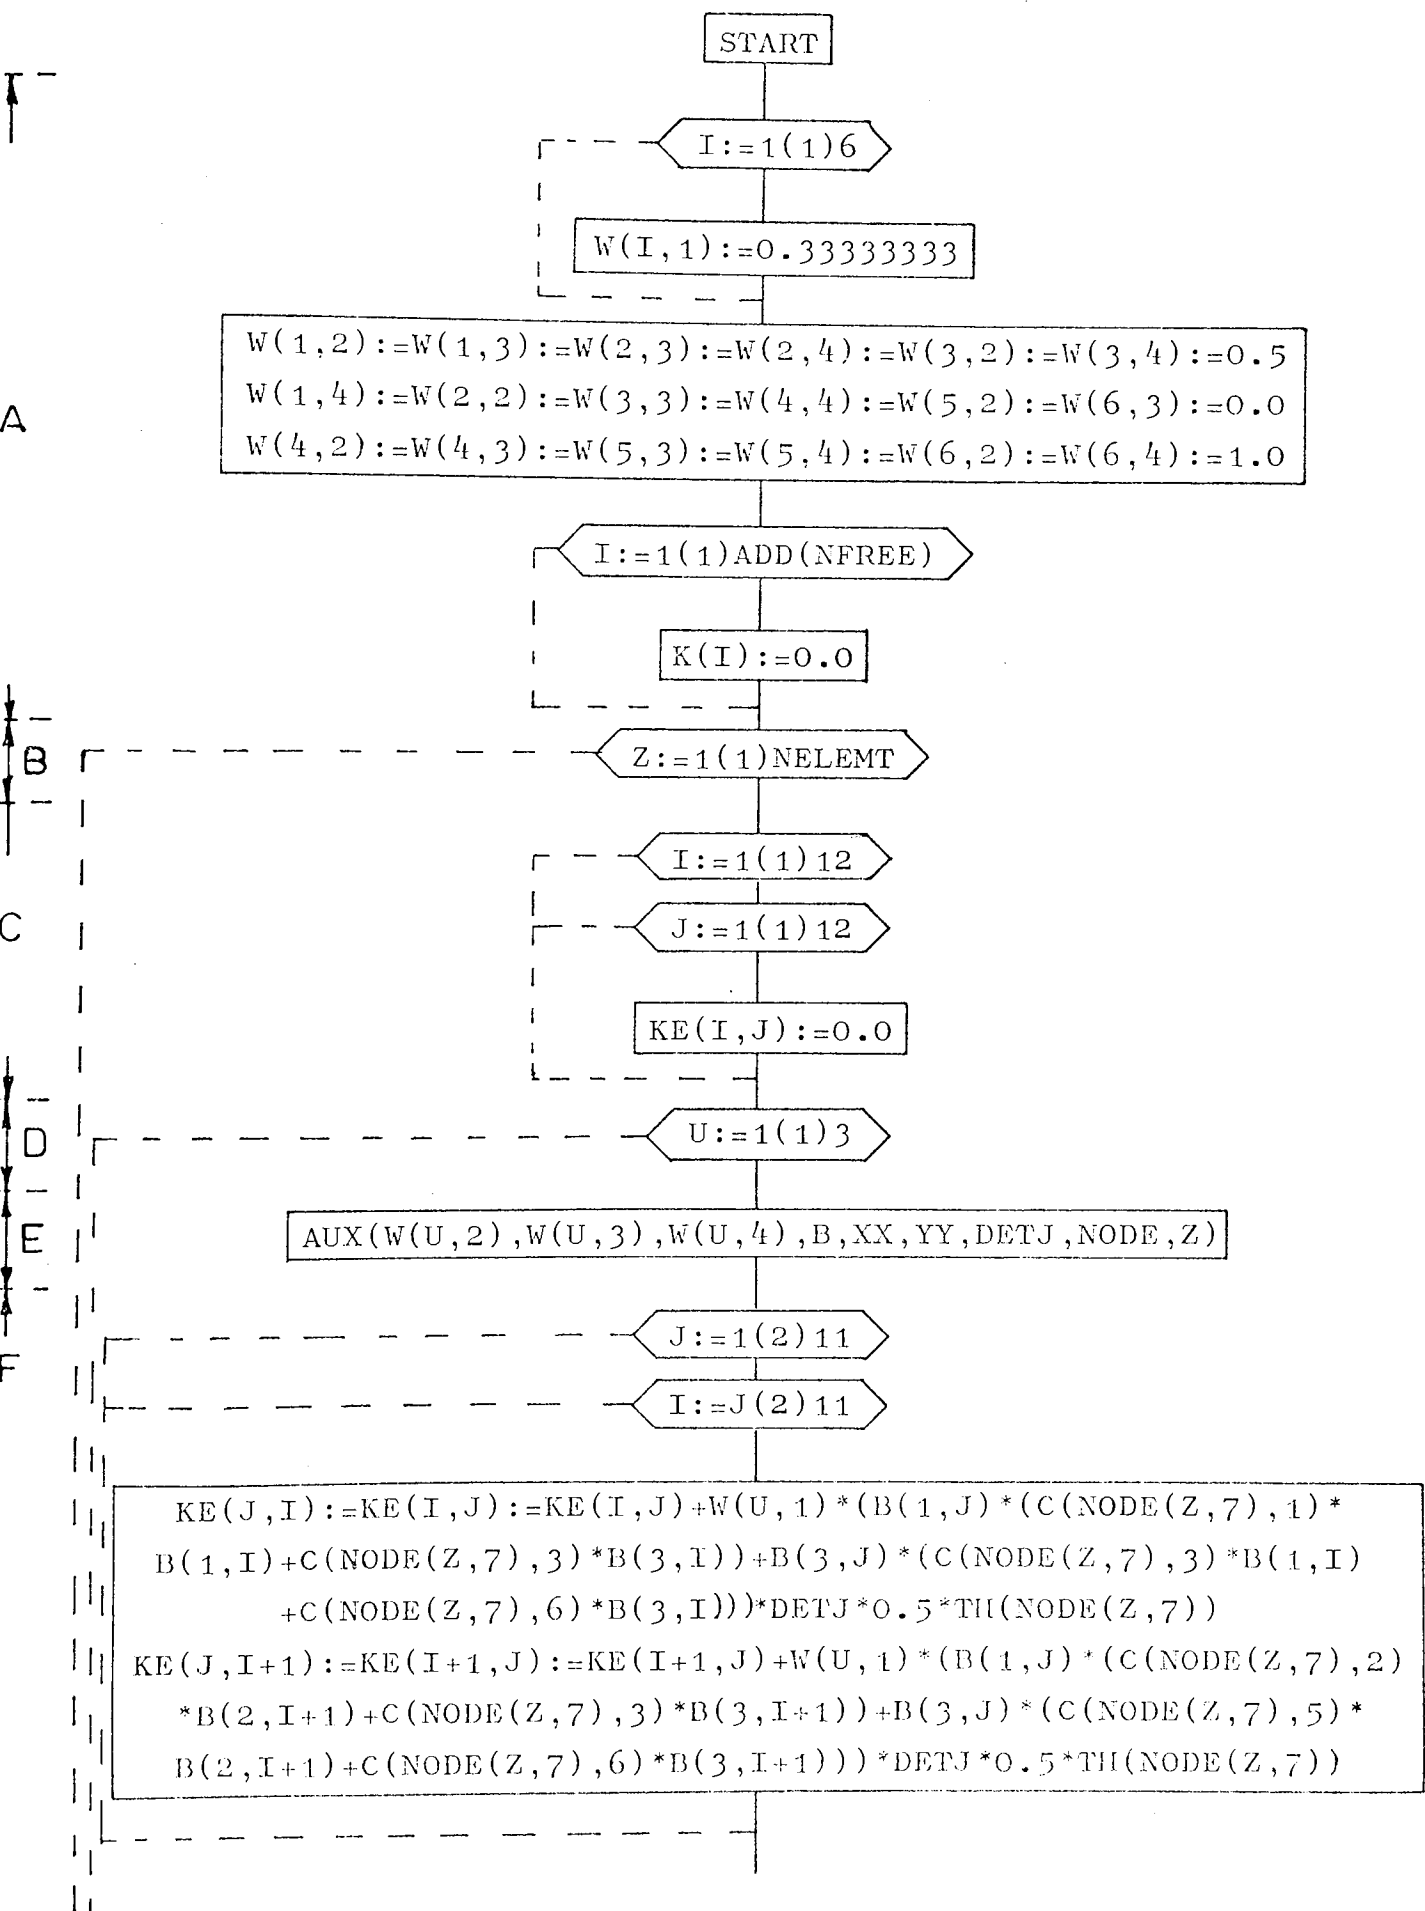 START
I:=1(1)6
W(I,1):=0.33333333
W(1,2):=W(1,3):=W(2,3):=W(2,4):=W(3,2):=W(3,4):=0.5
A
W(1,4):=W(2,2):=W(3,3):=W(4,4):=W(5,2):=W(6,3):=0.0
W(4,2):=W(4,3):=W(5,3):=W(5,4):=W(6,2):=W(6,4):=1.0
I:=1(1)ADD(NFREE)
K(I):=0.0
B
Z:=1(1)NELEMT
I:=1(1)12
C
J:=1(1)12
KE(I,J):=0.0
D
U:=1(1)3
E
AUX(W(U,2),W(U,3),W(U,4),B,XX,YY,DETJ,NODE,Z)
J:=1(2)11
F
I:=J(2)11
KE(J,I):=KE(I,J):=KE(I,J)+W(U,1)*(B(1,J)*(C(NODE(Z,7),1)*
B(1,I)+C(NODE(Z,7),3)*B(3,I))+B(3,J)*(C(NODE(Z,7),3)*B(1,I)
+C(NODE(Z,7),6)*B(3,I)))*DETJ*0.5*TH(NODE(Z,7))
KE(J,I+1):=KE(I+1,J):=KE(I+1,J)+W(U,1)*(B(1,J)*(C(NODE(Z,7),2)
*B(2,I+1)+C(NODE(Z,7),3)*B(3,I+1))+B(3,J)*(C(NODE(Z,7),5)*
B(2,I+1)+C(NODE(Z,7),6)*B(3,I+1)))*DETJ*0.5*TH(NODE(Z,7))